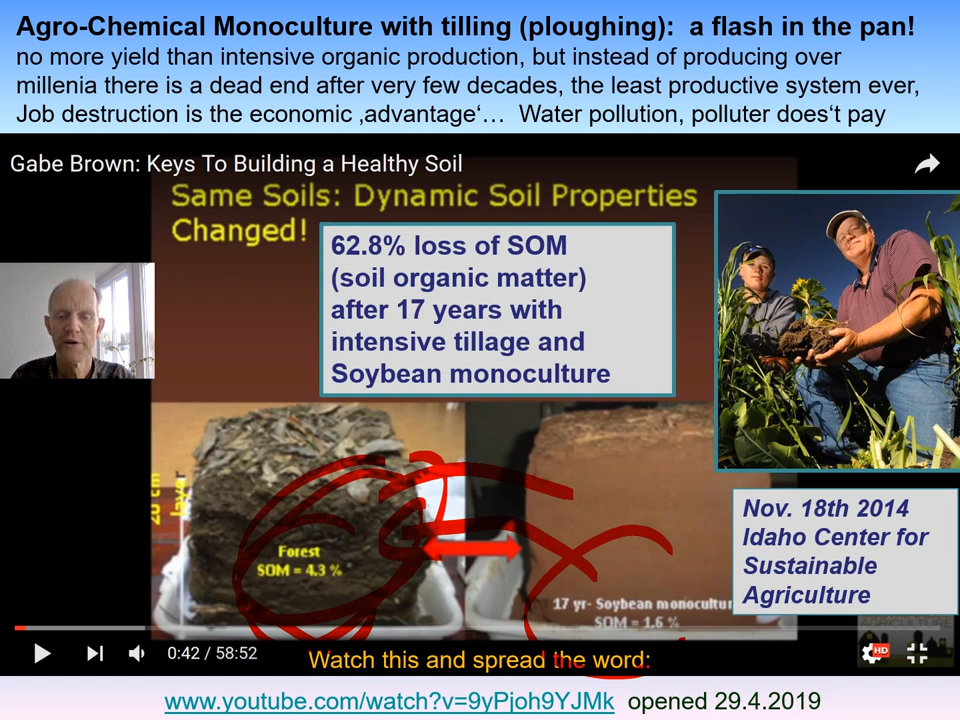 Agro-Chemical Monoculture with tilling (ploughing):  a flash in the pan!
no more yield than intensive organic production, but instead of producing over
millenia there is a dead end after very few decades, the least productive system ever,
Job destruction is the economic ‚advantage‘…  Water pollution, polluter does‘t pay
Gabe Brown: Keys To Building a Healthy Soil
Same Soils: Dynamic Soil Properties
Changed!
62.8% loss of SOM
(soil organic matter)
after 17 years with
intensive tillage and
Soybean monoculture
20 cm
layer
Forest
SOM = 4.3 %
17 yr- Soybean
SOM = 1.6 %
Nov. 18th 2014
Idaho Center for
Sustainable
Agriculture
0:42 / 58:52
HD
Watch this and spread the word:
www.youtube.com/watch?v=9yPjoh9YJMk  opened 29.4.2019